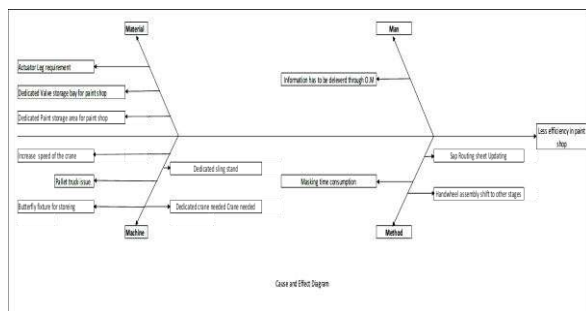 Material
Man
Actuator Leg requirement
Information has to be deleverd through O.M
Dedicated Valve storage bay for paint shop
Dedicated Paint storage area for paint shop
Less efficiency in paint
shop
Increase speed of the crane
Sap Routing sheet Updating
Dedicated sling stand
Pallet truck issue
Masking time consumption
Handwheel assembly shift to other stages
Butterfly fixture for
Dedicated crane needed Crane needed
Machine
Method
Cause and Effect Diagram